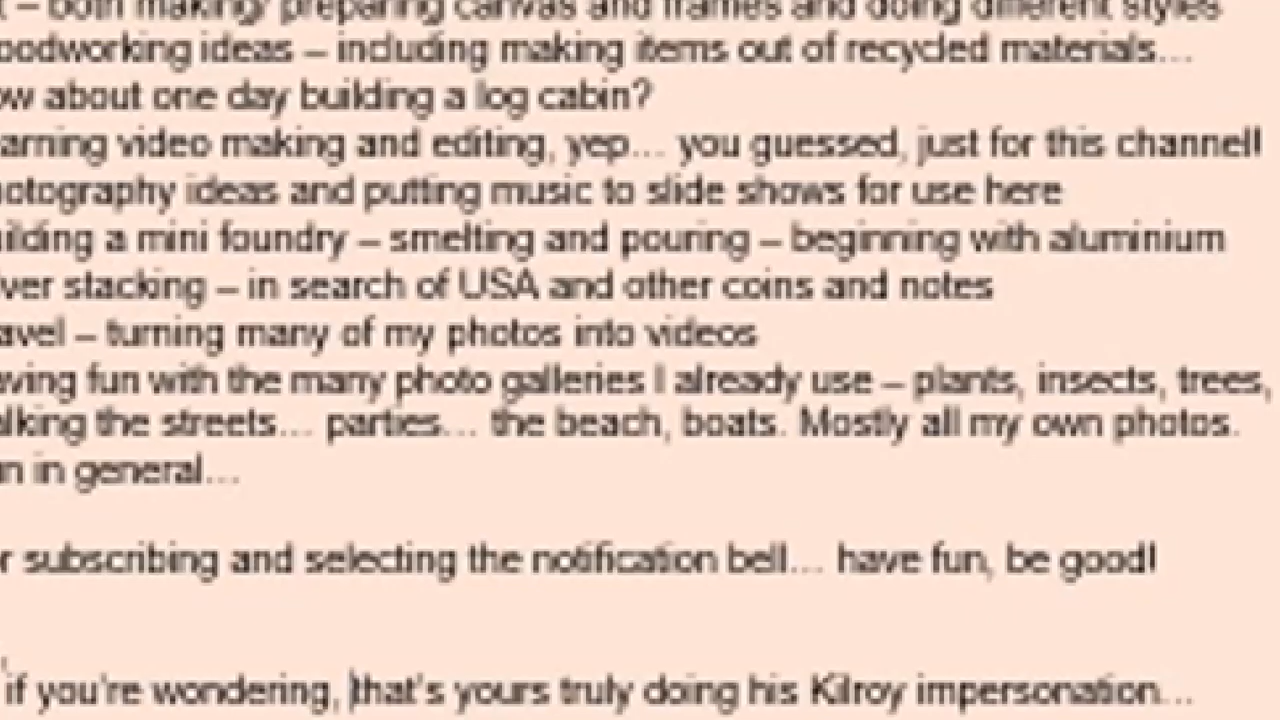 – both making/ preparing canvas and frames and doing different styles
oodworking ideas – including making items out of recycled materials...
ow about one day building a log cabin?
arning video making and editing, yep... you guessed, just for this channel!
hotography ideas and putting music to slide shows for use here
uilding a mini foundry – smelting and pouring – beginning with aluminium
lver stacking – in search of USA and other coins and notes
avel – turning many of my photos into videos
aving fun with the many photo galleries I already use – plants, insects, trees,
alking the streets... parties... the beach, boats. Mostly all my own photos.
n in general...
r subscribing and selecting the notification bell... have fun, be good!
if you're wondering, that's yours truly doing his Kilroy impersonation...